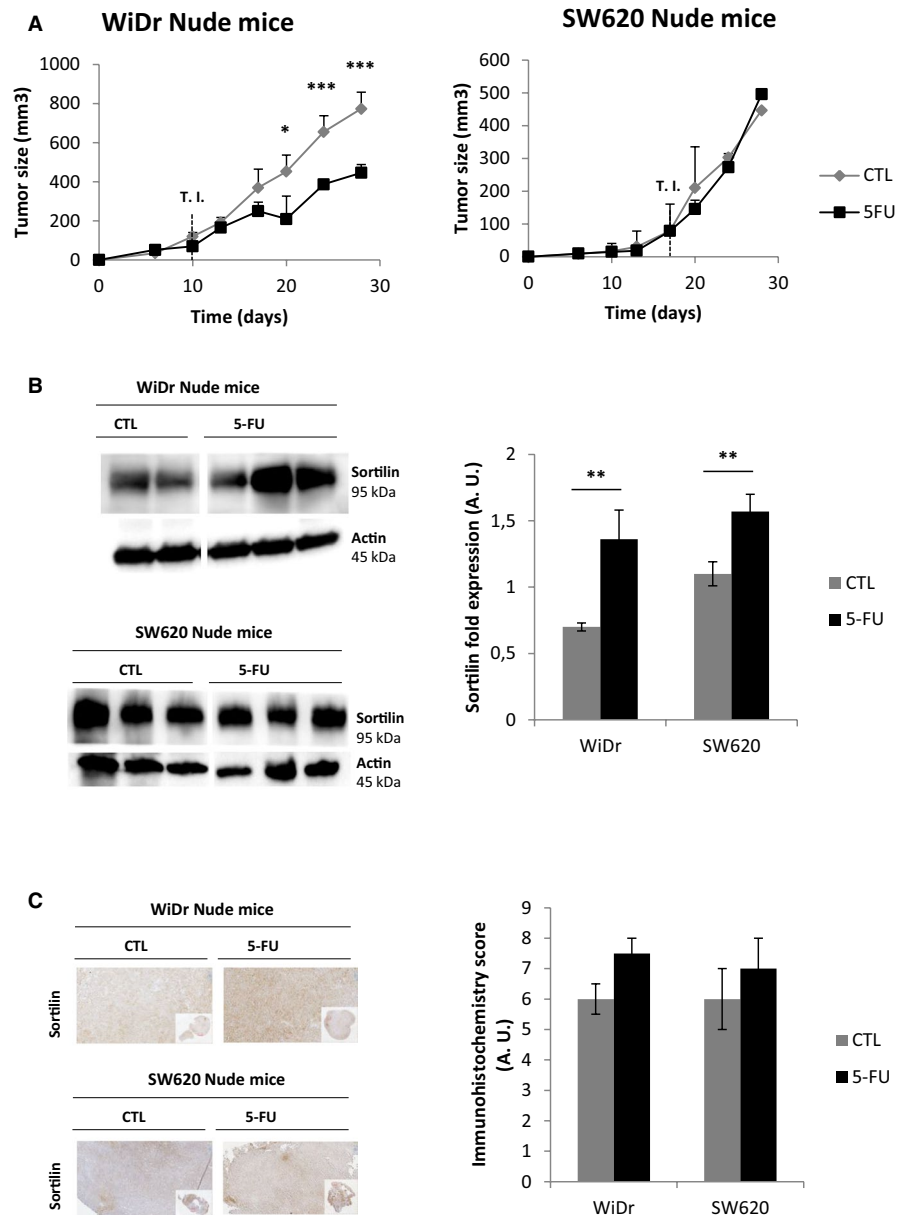 A
WiDr Nude mice
SW620 Nude mice
Tumor size (mm3)
1000
800
600
400
200
0
T. I.
*
***
***
0
10
20
30
Time (days)
Tumor size (mm3)
600
500
400
300
200
100
0
T. I.
0
10
20
30
Time (days)
CTL
5FU
B
WiDr Nude mice
CTL
5-FU
Sortilin
95 kDa
Actin
45 kDa
SW620 Nude mice
CTL
5-FU
Sortilin
95 kDa
Actin
45 kDa
Sortilin fold expression (A. U.)
2
1,5
1
0,5
0
**
**
WiDr
SW620
CTL
5-FU
C
WiDr Nude mice
CTL
5-FU
Sortilin
SW620 Nude mice
CTL
5-FU
Sortilin
Immunohistochemistry score
(A. U.)
9
8
7
6
5
4
3
2
1
0
WiDr
SW620
CTL
5-FU